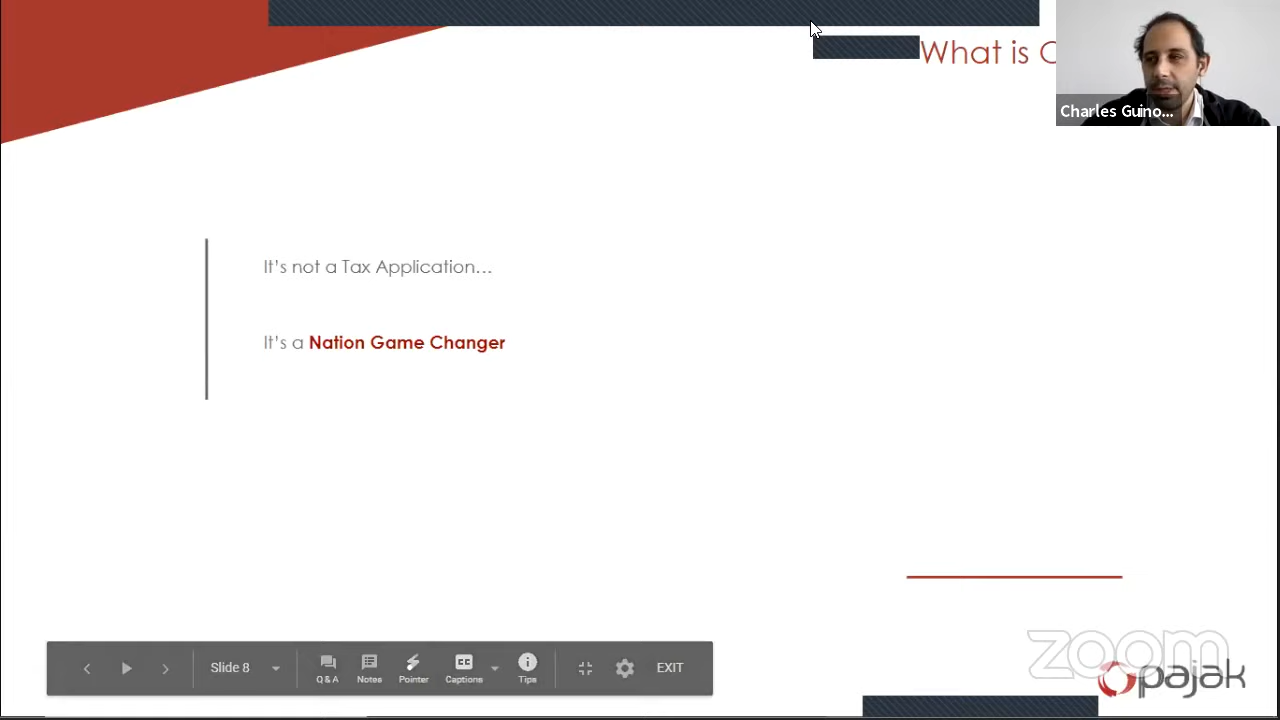 What is
Charles Guino...
It's not a Tax Application...
It's a Nation Game Changer
Slide 8
Q & A
Notes
Pointer
CC
Captions
Tips
EXIT
zoom
pajak